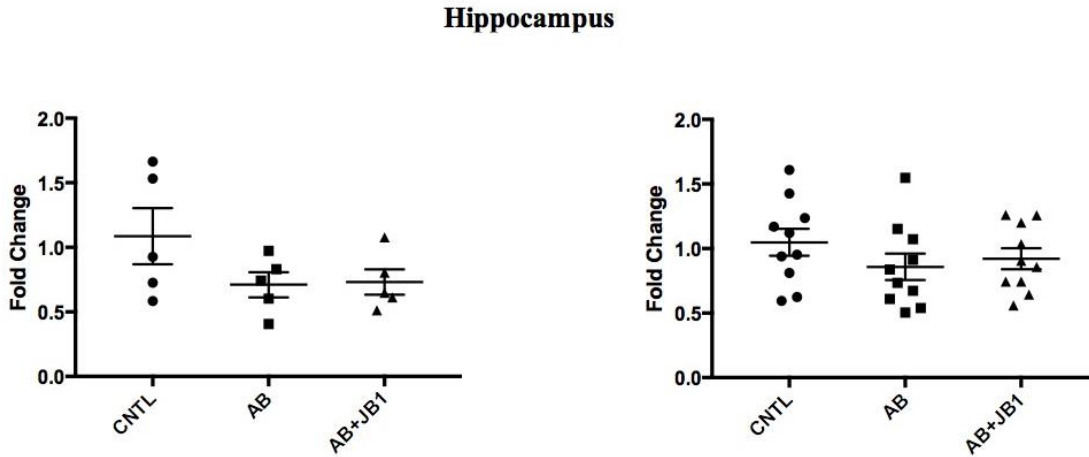 Hippocampus
Fold Change
2.0
1.5
1.0
0.5
0.0
CNTL
AB
AB+JB1
Fold Change
2.0
1.5
1.0
0.5
0.0
CNTL
AB
AB+JB1